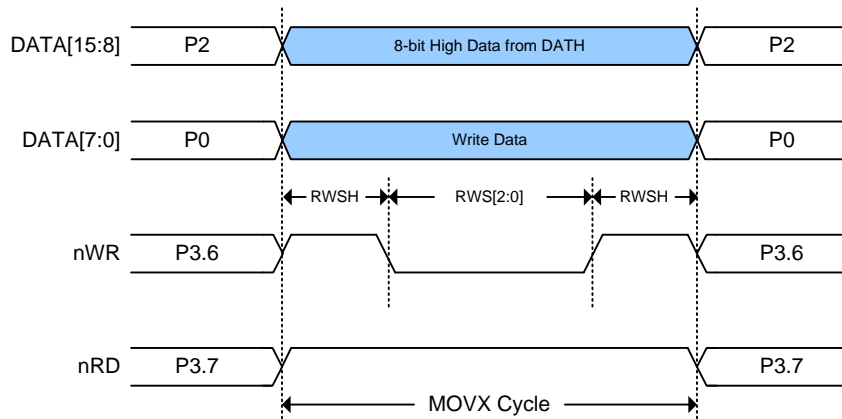 DATA[15:8] P2 8-bit High Data from DATH P2
DATA[7:0] P0 Write Data P0
RWSH RWS[2:0] RWSH
nWR P3.6 P3.6
nRD P3.7 P3.7
MOVX Cycle